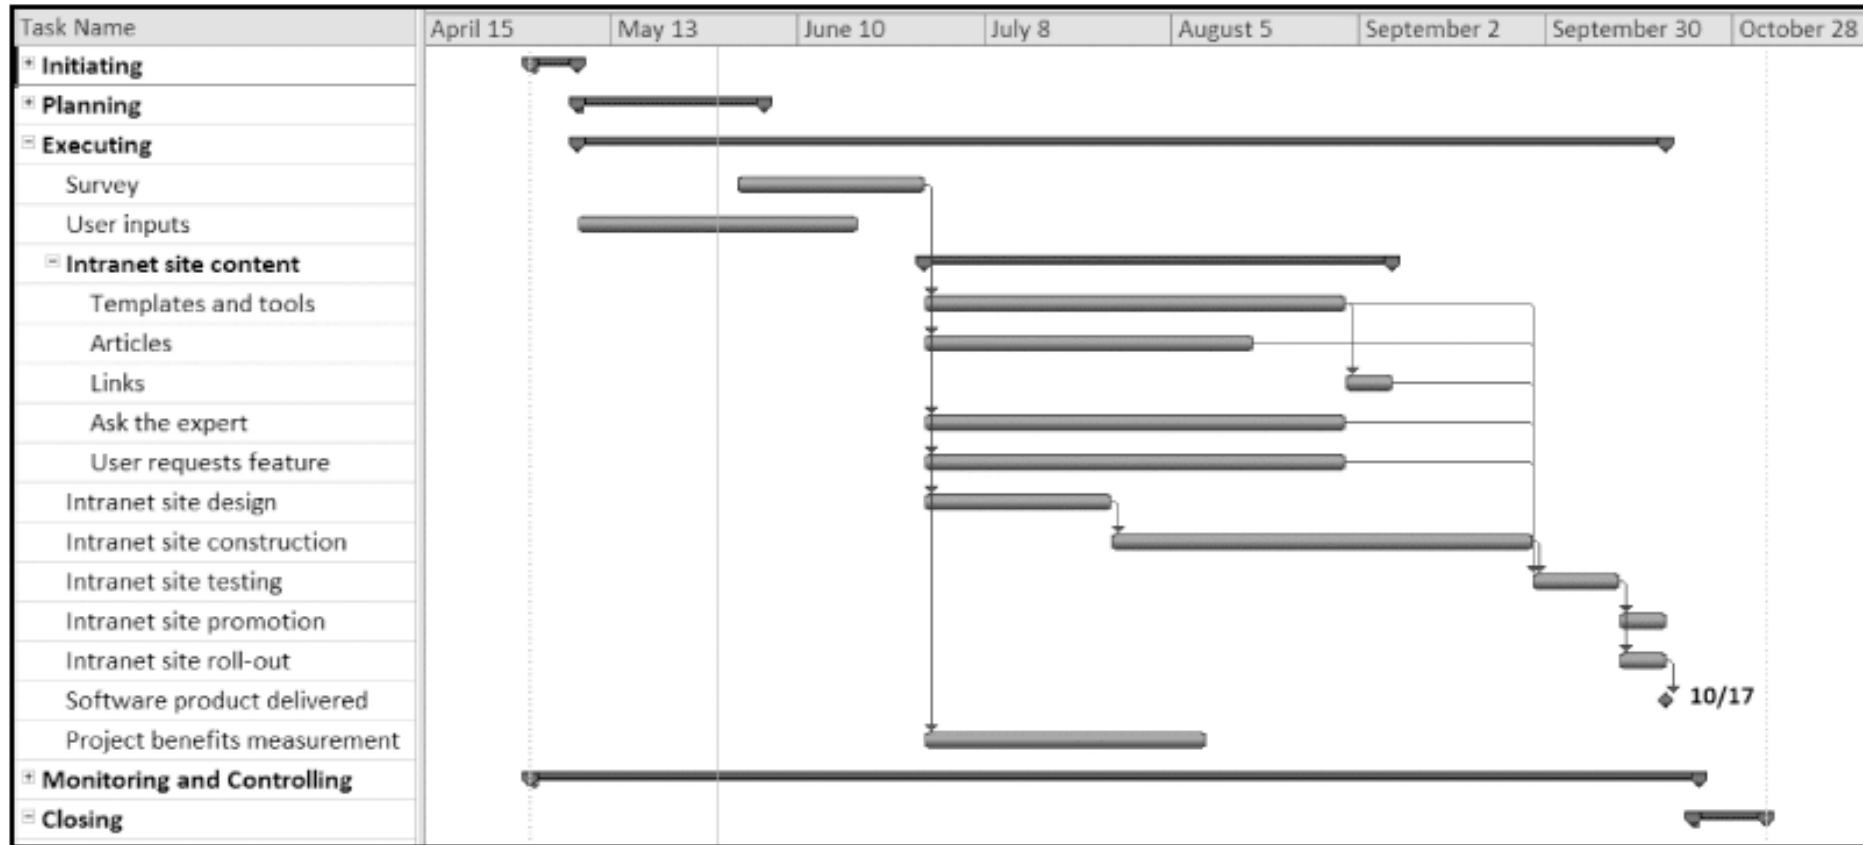 Task Name April 15 May 13 June 10 July 8 August 5 September 2 September 30 October 28
Initiating
Planning
Executing
Survey
User inputs
Intranet site content
Templates and tools
Articles
Links
Ask the expert
User requests feature
Intranet site design
Intranet site construction
Intranet site testing
Intranet site promotion
Intranet site roll-out
Software product delivered 10/17
Project benefits measurement
Monitoring and Controlling
Closing